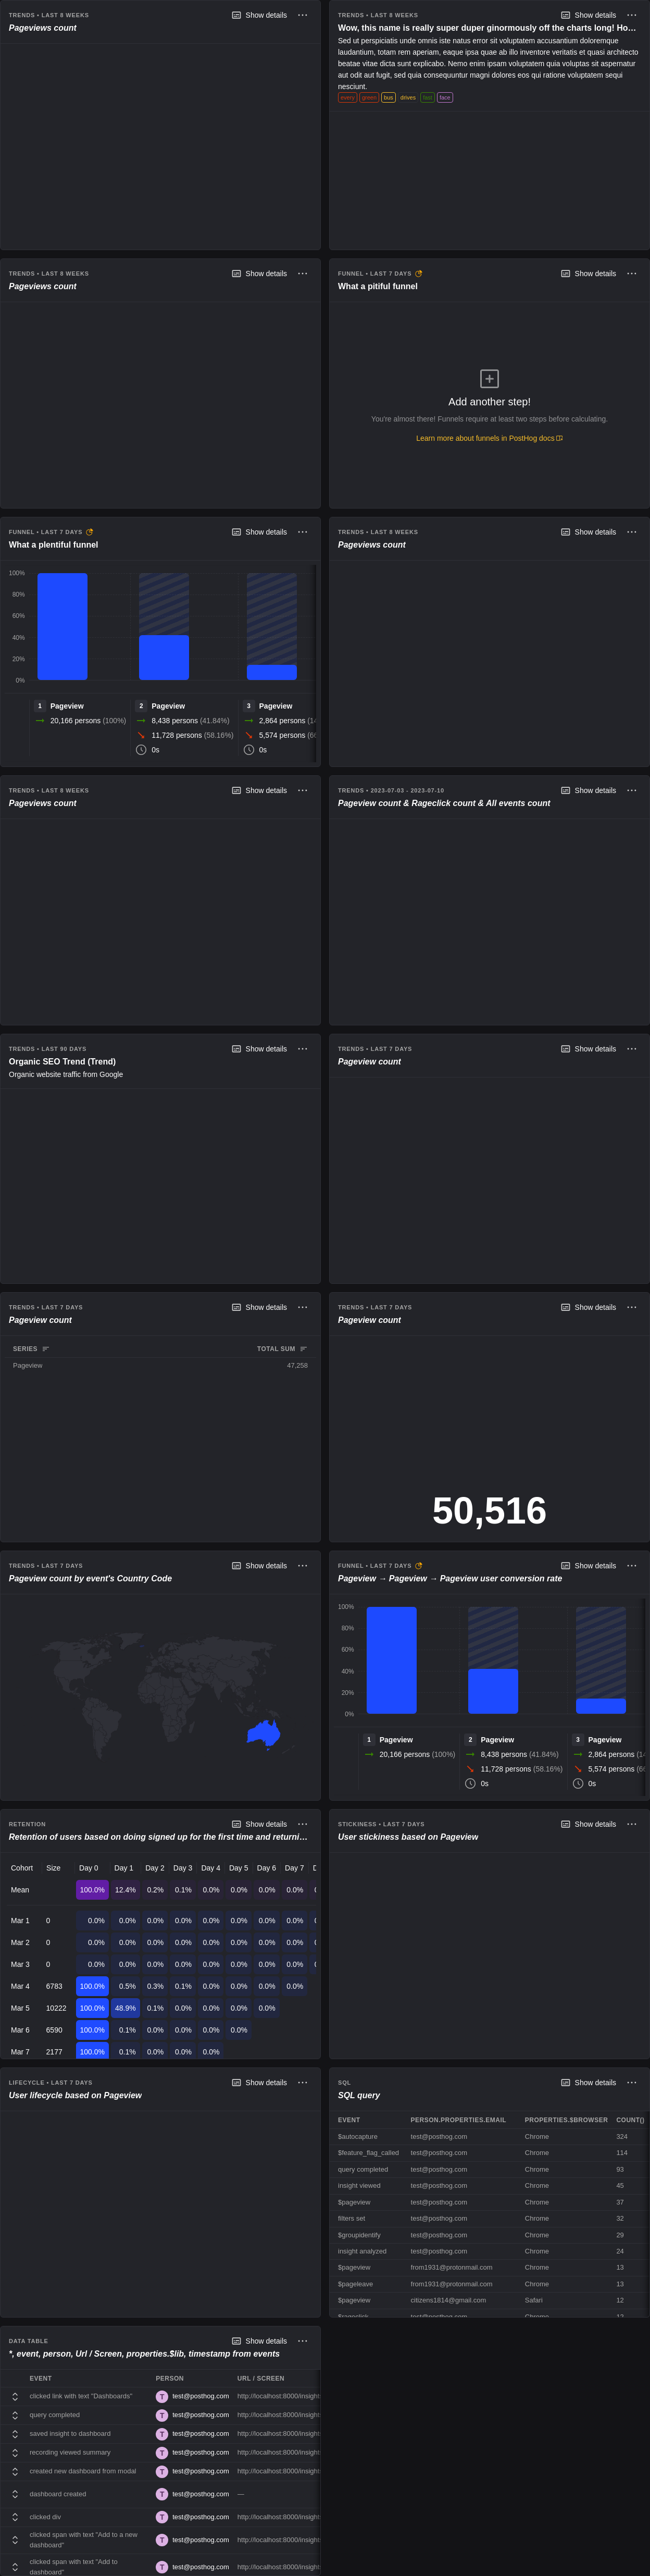 TRENDS • LAST 8 WEEKS
Show details
Pageviews count
TRENDS • LAST 8 WEEKS
Show details
Wow, this name is really super duper ginormously off the charts long! Ho…
Sed ut perspiciatis unde omnis iste natus error sit voluptatem accusantium doloremque
laudantium, totam rem aperiam, eaque ipsa quae ab illo inventore veritatis et quasi architecto
beatae vitae dicta sunt explicabo. Nemo enim ipsam voluptatem quia voluptas sit aspernatur
aut odit aut fugit, sed quia consequuntur magni dolores eos qui ratione voluptatem sequi
nesciunt.
every green bus drives fast face
TRENDS • LAST 8 WEEKS
Show details
Pageviews count
FUNNEL • LAST 7 DAYS
Show details
What a pitiful funnel
Add another step!
You're almost there! Funnels require at least two steps before calculating.
Learn more about funnels in PostHog docs
FUNNEL • LAST 7 DAYS
Show details
What a plentiful funnel
100%
80%
60%
40%
20%
0%
1 Pageview
20,166 persons (100%)
2 Pageview
8,438 persons (41.84%)
11,728 persons (58.16%)
0s
3 Pageview
2,864 persons (14
5,574 persons (66
0s
TRENDS • LAST 8 WEEKS
Show details
Pageviews count
TRENDS • LAST 8 WEEKS
Show details
Pageviews count
TRENDS • 2023-07-03 - 2023-07-10
Show details
Pageview count & Rageclick count & All events count
TRENDS • LAST 90 DAYS
Show details
Organic SEO Trend (Trend)
Organic website traffic from Google
TRENDS • LAST 7 DAYS
Show details
Pageview count
TRENDS • LAST 7 DAYS
Show details
Pageview count
SERIES TOTAL SUM
Pageview 47,258
TRENDS • LAST 7 DAYS
Show details
Pageview count
50,516
TRENDS • LAST 7 DAYS
Show details
Pageview count by event's Country Code
FUNNEL • LAST 7 DAYS
Show details
Pageview → Pageview → Pageview user conversion rate
100%
80%
60%
40%
20%
0%
1 Pageview
20,166 persons (100%)
2 Pageview
8,438 persons (41.84%)
11,728 persons (58.16%)
0s
3 Pageview
2,864 persons (14
5,574 persons (66
0s
RETENTION
Show details
Retention of users based on doing signed up for the first time and returni…
Cohort Size Day 0 Day 1 Day 2 Day 3 Day 4 Day 5 Day 6 Day 7
Mean 100.0% 12.4% 0.2% 0.1% 0.0% 0.0% 0.0% 0.0%
Mar 1 0 0.0% 0.0% 0.0% 0.0% 0.0% 0.0% 0.0% 0.0%
Mar 2 0 0.0% 0.0% 0.0% 0.0% 0.0% 0.0% 0.0% 0.0%
Mar 3 0 0.0% 0.0% 0.0% 0.0% 0.0% 0.0% 0.0% 0.0%
Mar 4 6783 100.0% 0.5% 0.3% 0.1% 0.0% 0.0% 0.0% 0.0%
Mar 5 10222 100.0% 48.9% 0.1% 0.0% 0.0% 0.0% 0.0%
Mar 6 6590 100.0% 0.1% 0.0% 0.0% 0.0% 0.0%
Mar 7 2177 100.0% 0.1% 0.0% 0.0% 0.0%
STICKINESS • LAST 7 DAYS
Show details
User stickiness based on Pageview
LIFECYCLE • LAST 7 DAYS
Show details
User lifecycle based on Pageview
SQL
Show details
SQL query
EVENT PERSON.PROPERTIES.EMAIL PROPERTIES.$BROWSER COUNT()
$autocapture test@posthog.com Chrome 324
$feature_flag_called test@posthog.com Chrome 114
query completed test@posthog.com Chrome 93
insight viewed test@posthog.com Chrome 45
$pageview test@posthog.com Chrome 37
filters set test@posthog.com Chrome 32
$groupidentify test@posthog.com Chrome 29
insight analyzed test@posthog.com Chrome 24
$pageview from1931@protonmail.com Chrome 13
$pageleave from1931@protonmail.com Chrome 13
$pageview citizens1814@gmail.com Safari 12
test@posthog.com Chrome 12
DATA TABLE
Show details
*, event, person, Url / Screen, properties.$lib, timestamp from events
EVENT PERSON URL / SCREEN
clicked link with text "Dashboards" T test@posthog.com http://localhost:8000/insight
query completed T test@posthog.com http://localhost:8000/insight
saved insight to dashboard T test@posthog.com http://localhost:8000/insight
recording viewed summary T test@posthog.com http://localhost:8000/insight
created new dashboard from modal T test@posthog.com http://localhost:8000/insight
dashboard created T test@posthog.com —
clicked div T test@posthog.com http://localhost:8000/insight
clicked span with text "Add to a new
dashboard" T test@posthog.com http://localhost:8000/insight
clicked span with text "Add to
dashboard" T test@posthog.com http://localhost:8000/insight